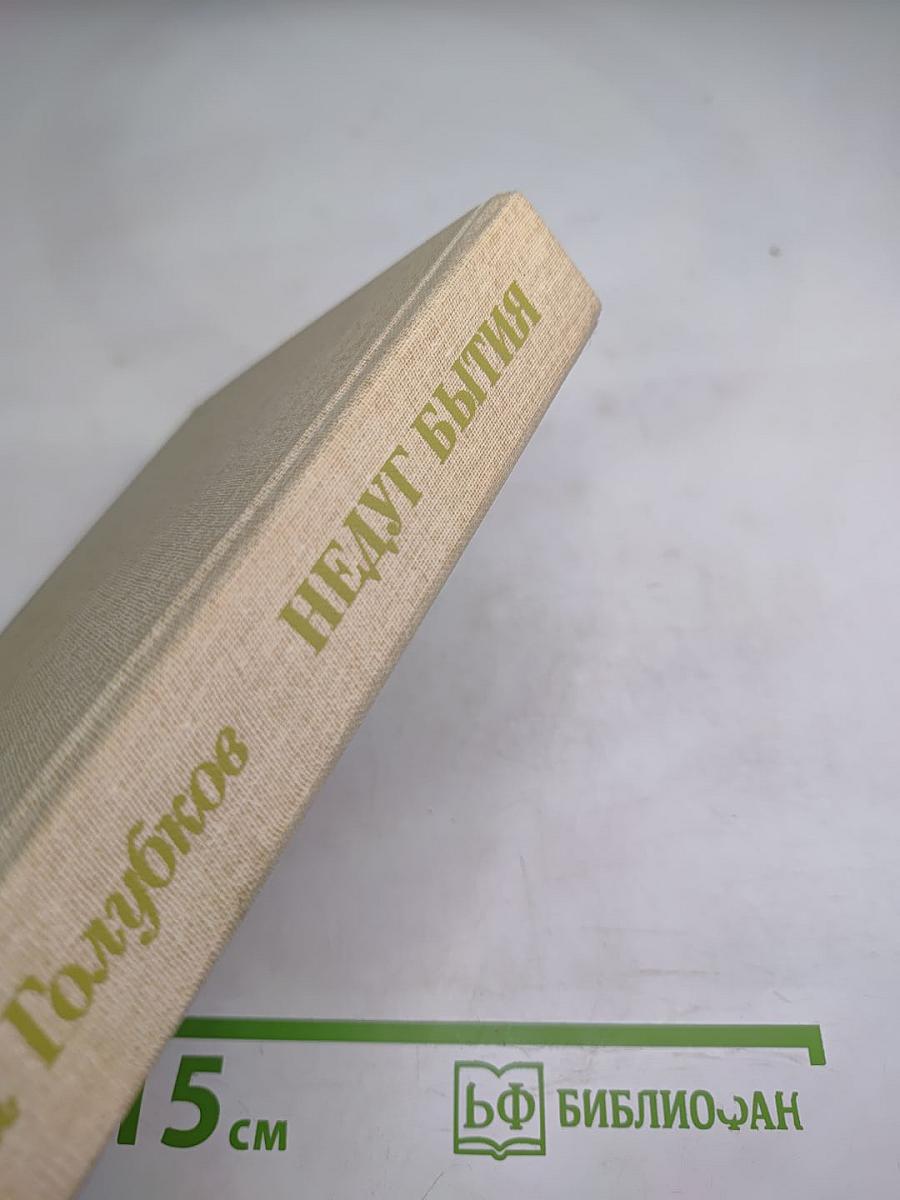 Голубков
НЕДУГ БЫТИЯ
15 см
БФ БИБЛИОФАН